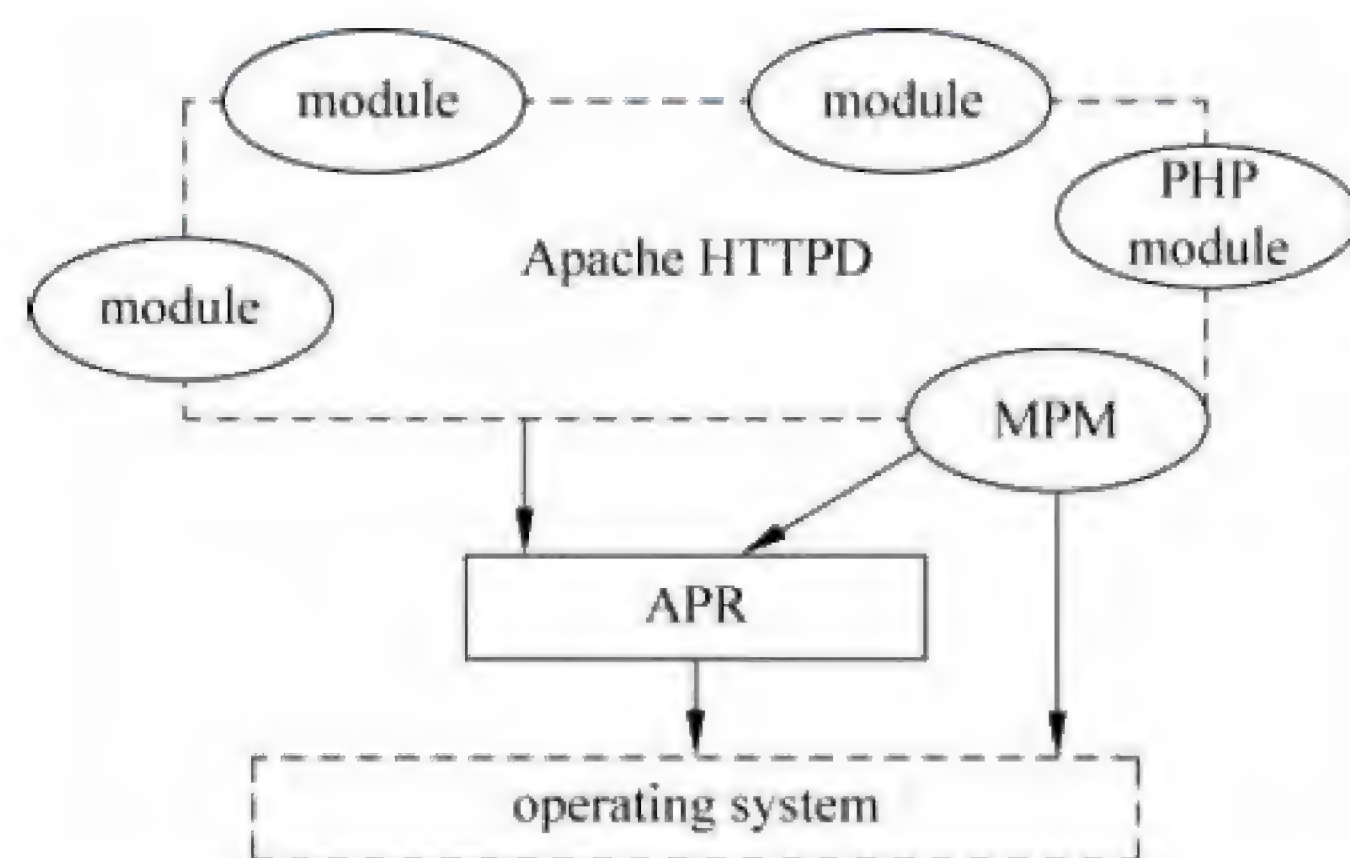 module
module
PHP
module
Apache HTTPD
module
MPM
APR
operating system